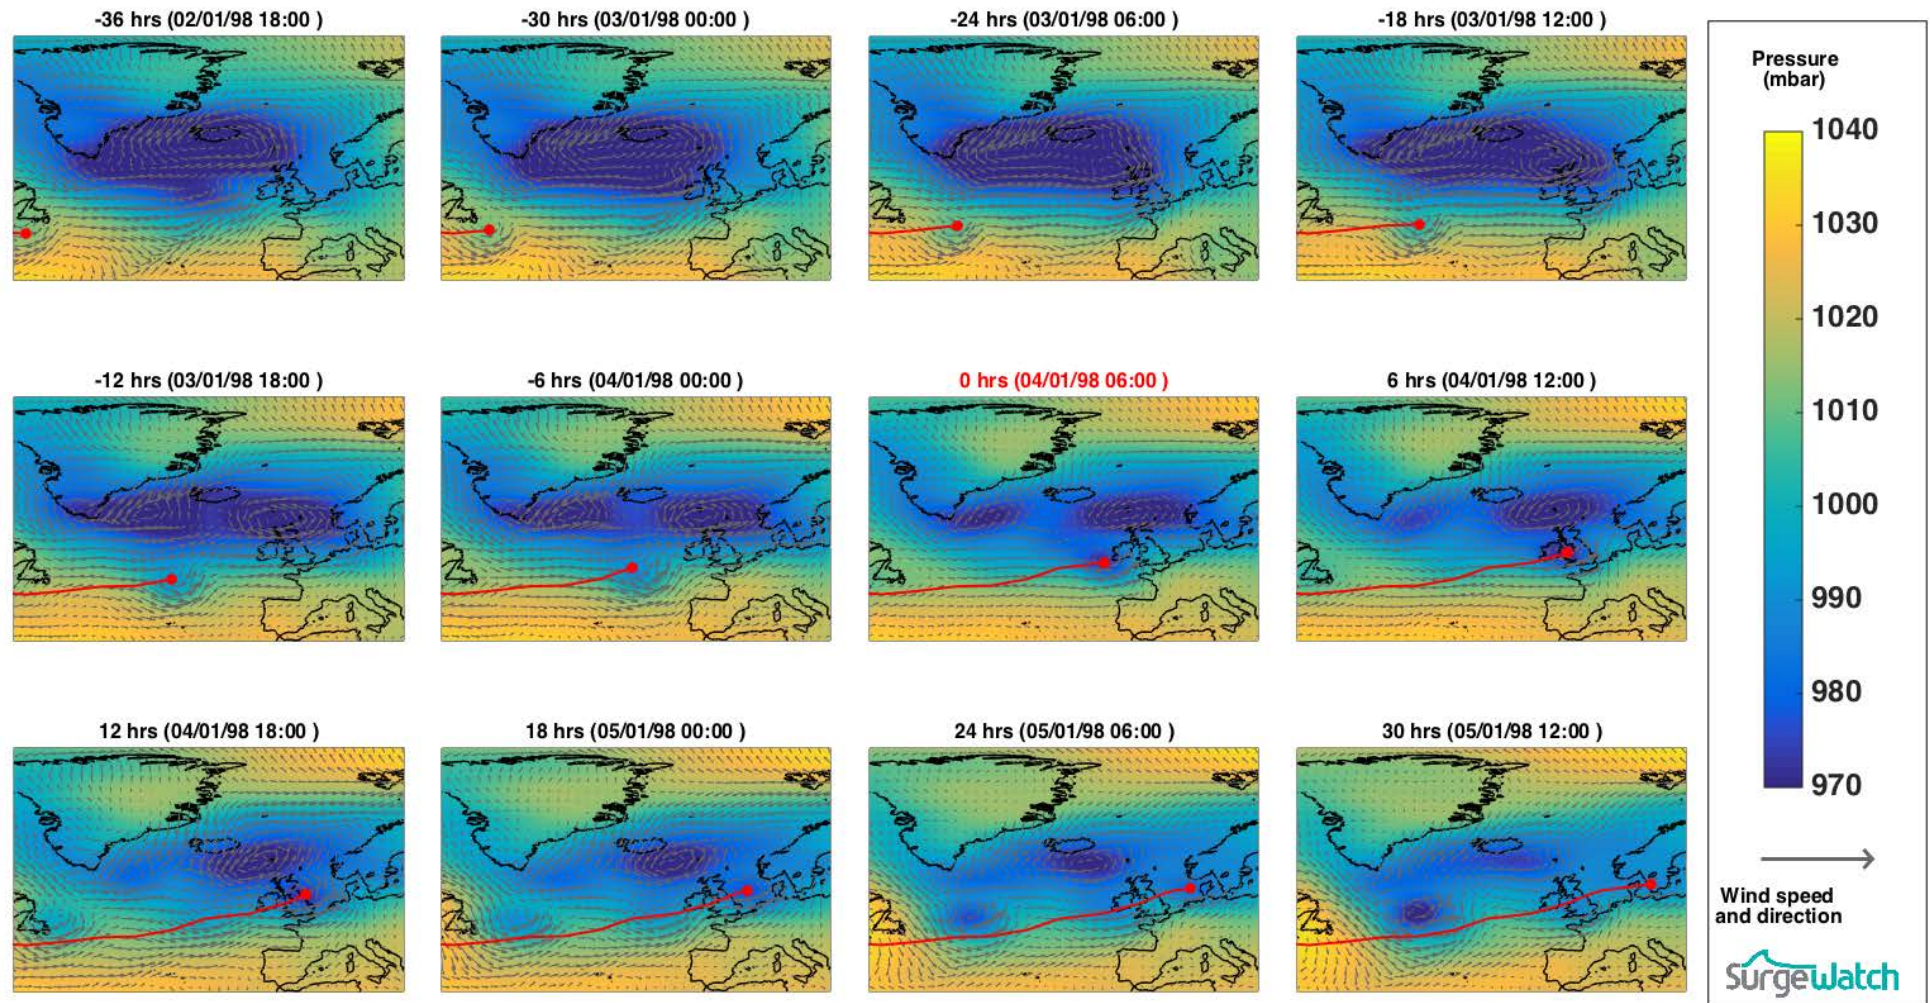 -36 hrs (02/01/98 18:00 )
-30 hrs (03/01/98 00:00 )
-24 hrs (03/01/98 06:00 )
-18 hrs (03/01/98 12:00 )
Pressure
(mbar)
1040
1030
1020
1010
1000
990
980
970
Wind speed
and direction
SurgeWatch
-12 hrs (03/01/98 18:00 )
-6 hrs (04/01/98 00:00 )
0 hrs (04/01/98 06:00 )
6 hrs (04/01/98 12:00 )
12 hrs (04/01/98 18:00 )
18 hrs (05/01/98 00:00 )
24 hrs (05/01/98 06:00 )
30 hrs (05/01/98 12:00 )